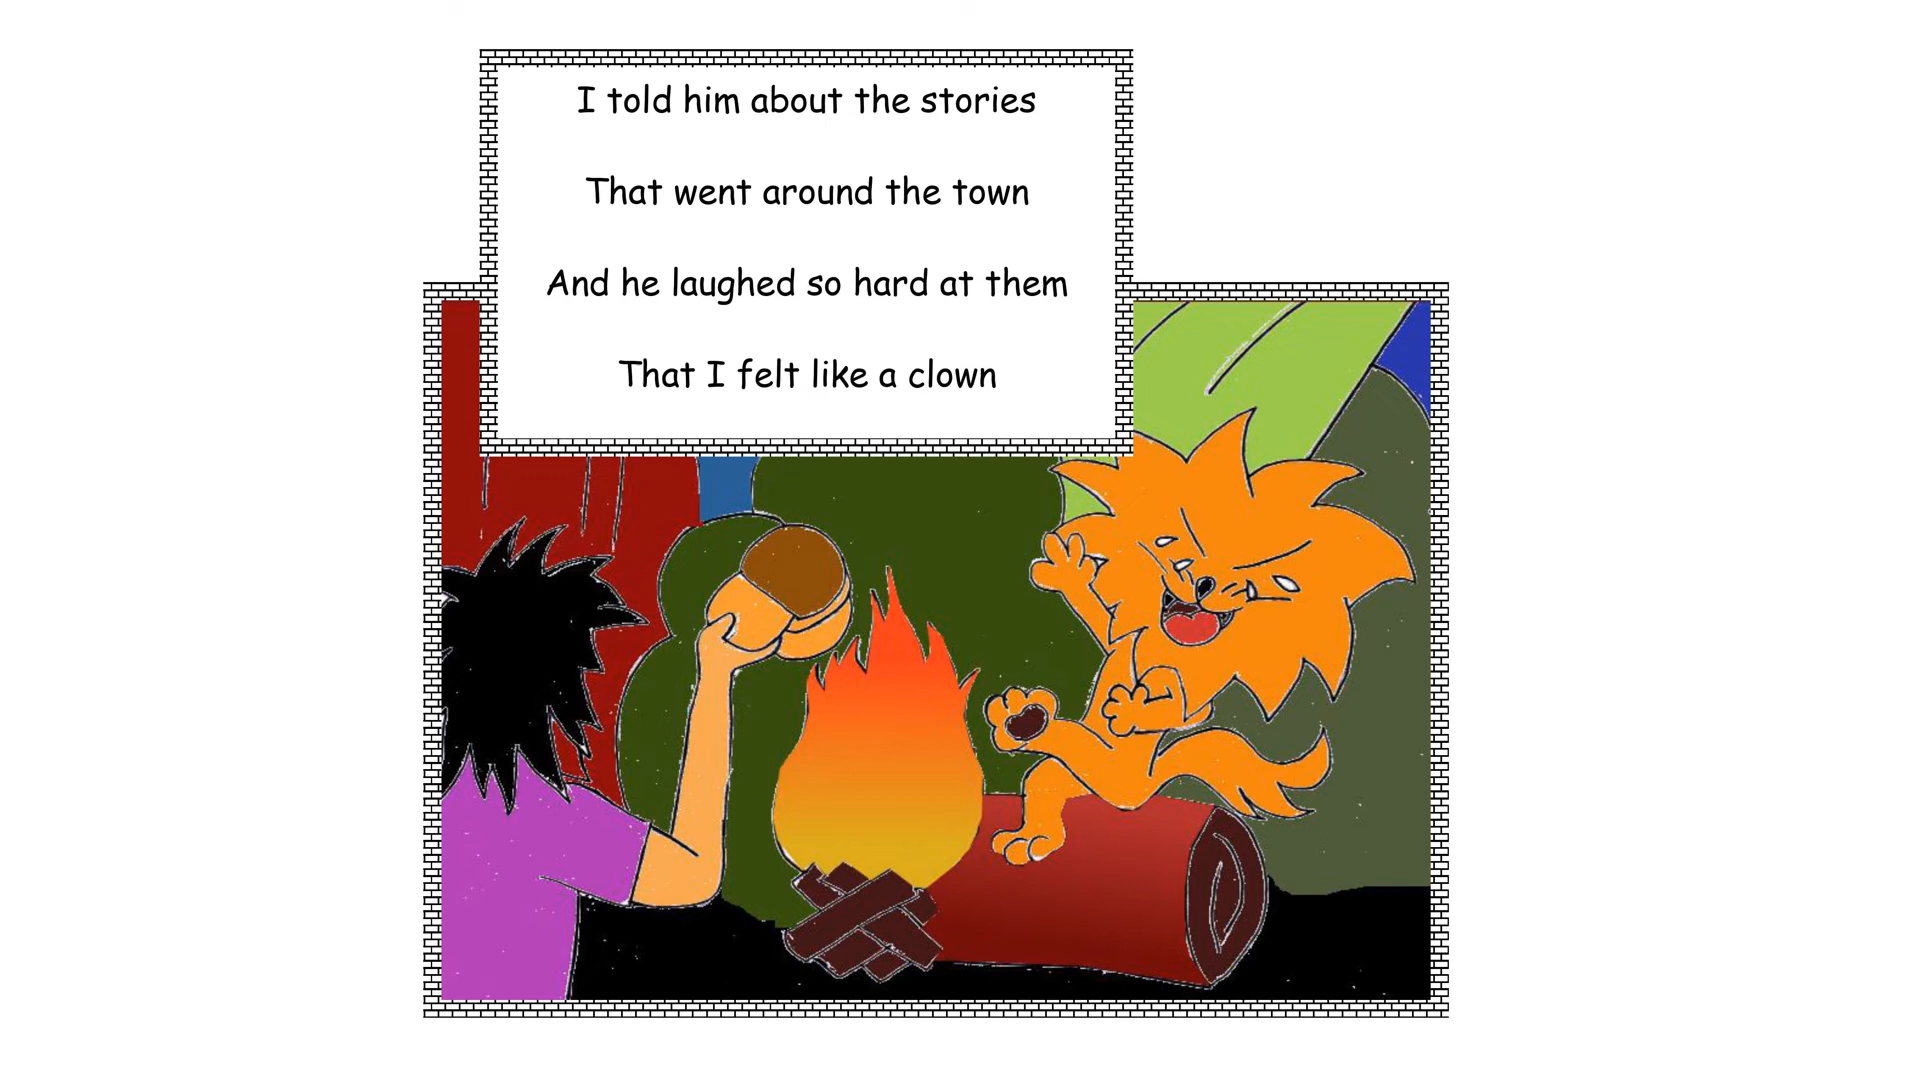 I told him about the stories
That went around the town
And he laughed so hard at them
That I felt like a clown